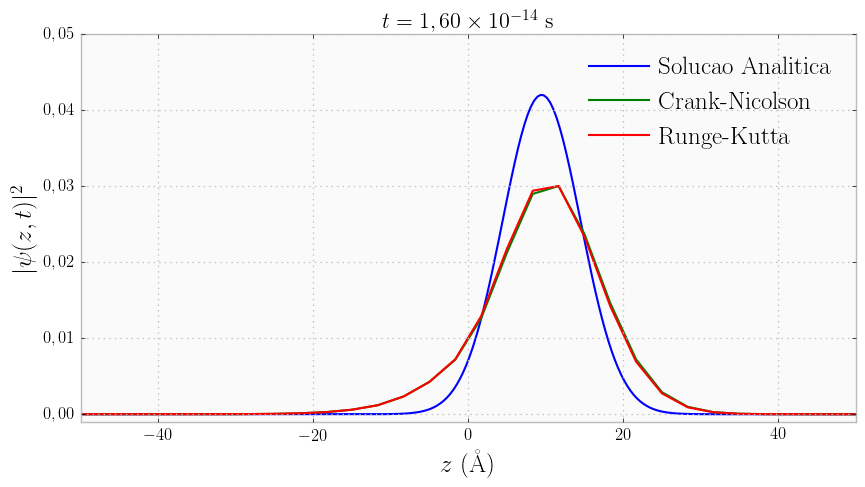 t = 1,60 × 10⁻¹⁴ s
0,05
0,04
0,03
0,02
0,01
0,00
|ψ(z, t)|²
Solucao Analitica
Crank-Nicolson
Runge-Kutta
−40 −20 0 20 40
z (Å)